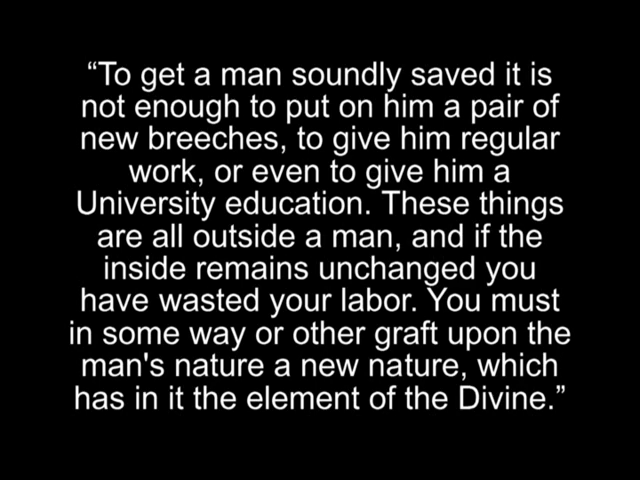 “To get a man soundly saved it is
not enough to put on him a pair of
new breeches, to give him regular
work, or even to give him a
University education. These things
are all outside a man, and if the
inside remains unchanged you
have wasted your labor. You must
in some way or other graft upon the
man's nature a new nature, which
has in it the element of the Divine.”